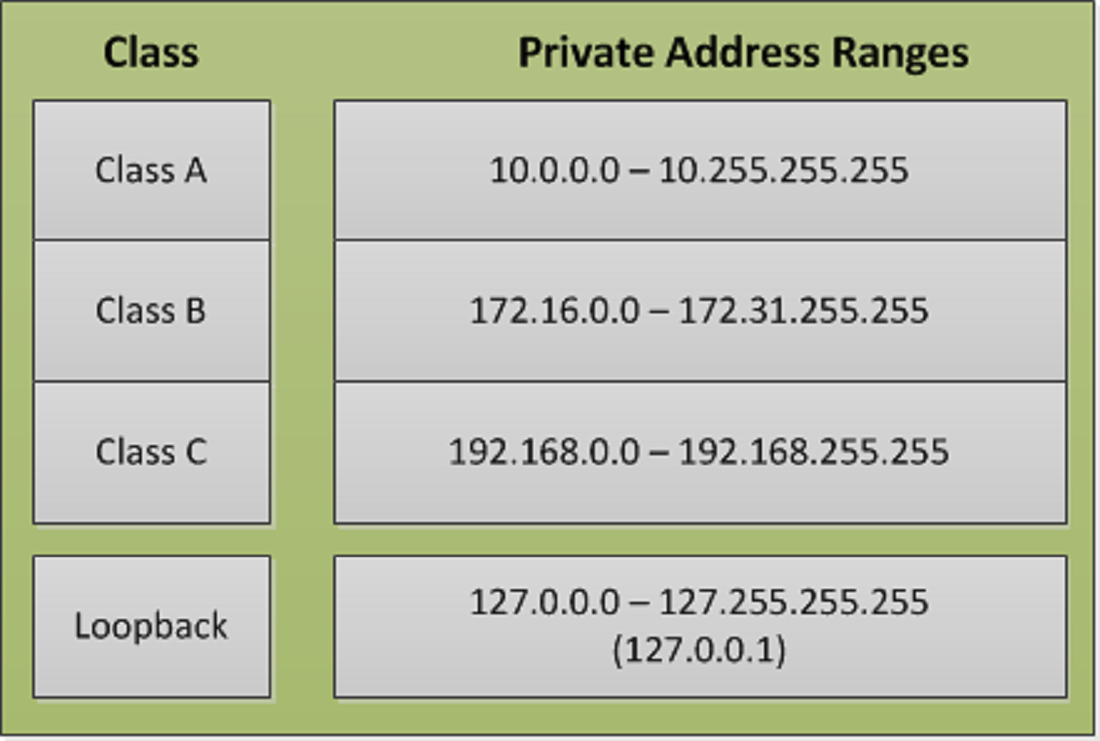 Class Private Address Ranges
Class A 10.0.0.0 – 10.255.255.255
Class B 172.16.0.0 – 172.31.255.255
Class C 192.168.0.0 – 192.168.255.255
Loopback 127.0.0.0 – 127.255.255.255
(127.0.0.1)